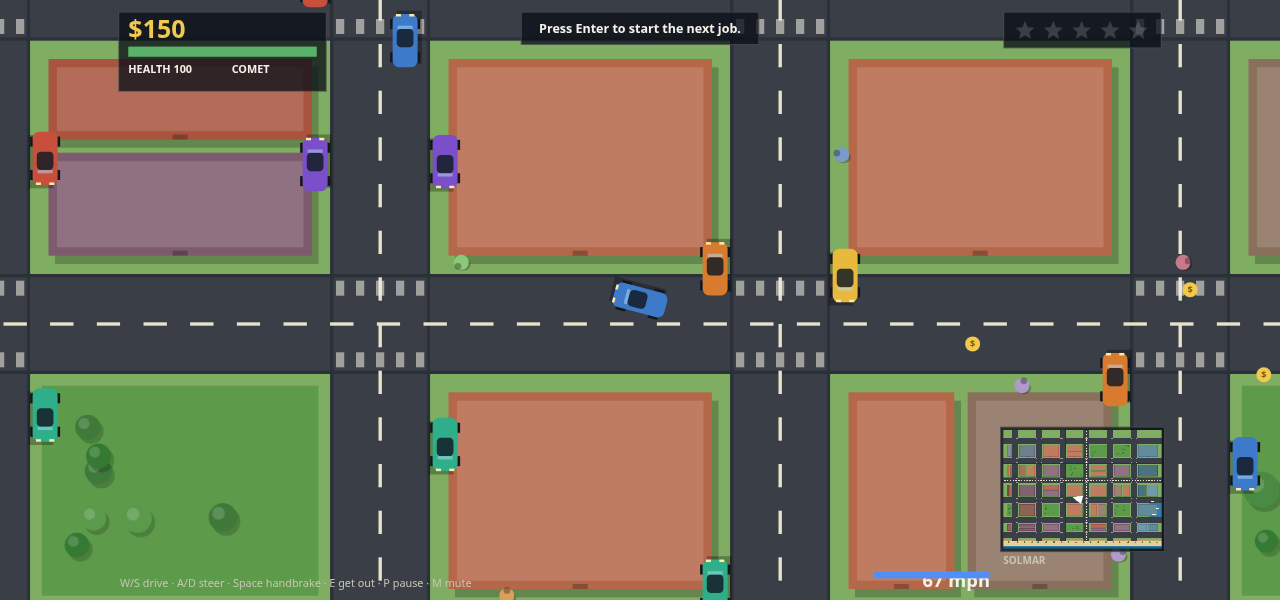 $150
HEALTH 100 COMET
Press Enter to start the next job.
$
$
$
SOLMAR
67 mph
W/S drive · A/D steer · Space handbrake · E get out · P pause · M mute